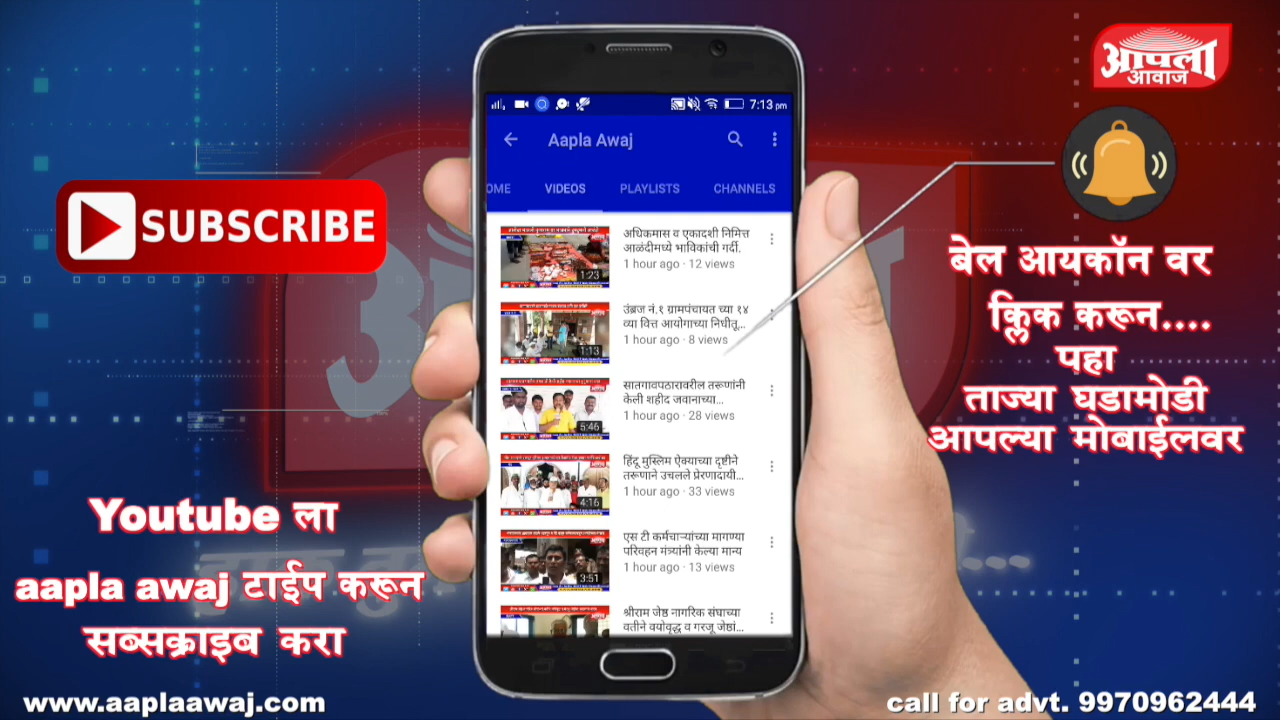 आपला
आवाज
7:13 pm
Aapla Awaj
OME VIDEOS PLAYLISTS CHANNELS
SUBSCRIBE
अधिकमास व एकादशी निमित्त
आळंदीमध्ये भाविकांची गर्दी.
1 hour ago · 12 views
1:23
उंब्रज नं.१ ग्रामपंचायत च्या १४
व्या वित्त आयोगाच्या निधीतू...
1 hour ago · 8 views
1:13
सातगावपठारावरील तरूणांनी
केली शहीद जवानाच्या...
1 hour ago · 28 views
5:46
हिंदू मुस्लिम ऐक्याच्या दृष्टीने
तरूणाने उचलले प्रेरणादायी...
1 hour ago · 33 views
4:16
एस टी कर्मचाऱ्यांच्या मागण्या
परिवहन मंत्र्यांनी केल्या मान्य
1 hour ago · 13 views
3:51
श्रीराम जेष्ठ नागरिक संघाच्या
वतीने वयोवृद्ध व गरजू जेष्ठां...
बेल आयकॉन वर
क्लिक करून....
पहा
ताज्या घडामोडी
आपल्या मोबाईलवर
Youtube ला
aapla awaj टाईप करून
सब्सक्राइब करा
www.aaplaawaj.com
call for advt. 9970962444